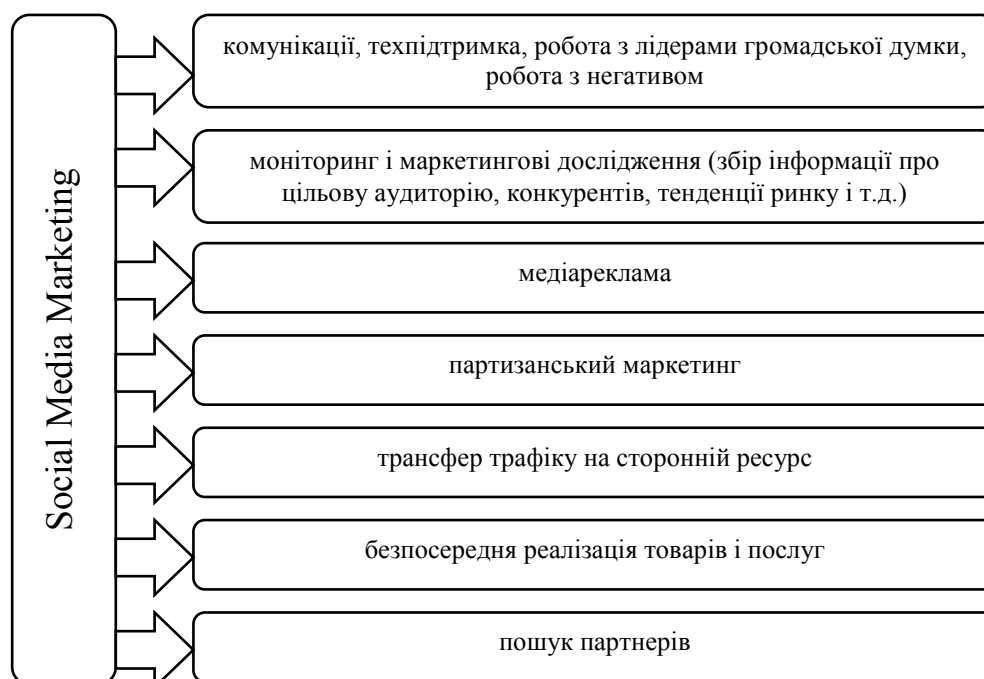 Social Media Marketing
комунікації, техпідтримка, робота з лідерами громадської думки,
робота з негативом
моніторинг і маркетингові дослідження (збір інформації про
цільову аудиторію, конкурентів, тенденції ринку і т.д.)
медіареклама
партизанський маркетинг
трансфер трафіку на сторонній ресурс
безпосередня реалізація товарів і послуг
пошук партнерів